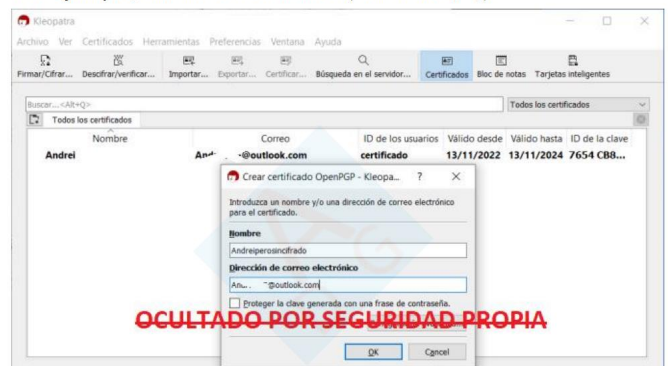 Kleopatra
Archivo Ver Certificados Herramientas Preferencias Ventana Ayuda
Firmar/Cifrar... Descifrar/verificar... Importar... Exportar... Certificar... Búsqueda en el servidor... Certificados Bloc de notas Tarjetas inteligentes
Buscar...<Alt+Q> Todos los certificados
Todos los certificados
Nombre Correo ID de los usuarios Válido desde Válido hasta ID de la clave
Andrei @outlook.com certificado 13/11/2022 13/11/2024 7654 CB8...
Crear certificado OpenPGP - Kleopa... ? ×
Introduzca un nombre y/o una dirección de correo electrónico
para el certificado.
Nombre
Andreiperosincifrado
Dirección de correo electrónico
@outlook.com
Proteger la clave generada con una frase de contraseña.
OCULTADO POR SEGURIDAD PROPIA
OK Cancel